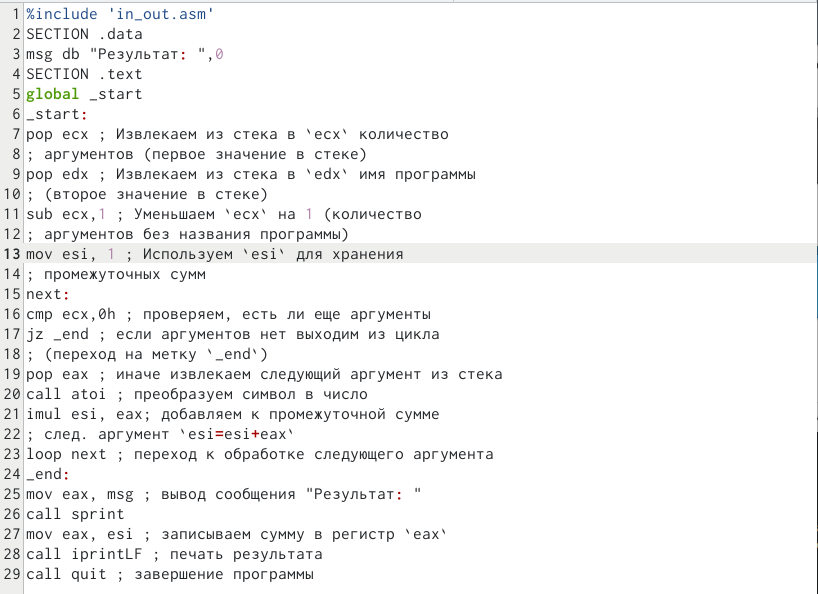 1 %include 'in_out.asm'
2 SECTION .data
3 msg db "Результат: ",0
4 SECTION .text
5 global _start
6 _start:
7 pop ecx ; Извлекаем из стека в `ecx` количество
8 ; аргументов (первое значение в стеке)
9 pop edx ; Извлекаем из стека в `edx` имя программы
10 ; (второе значение в стеке)
11 sub ecx,1 ; Уменьшаем `ecx` на 1 (количество
12 ; аргументов без названия программы)
13 mov esi, 1 ; Используем `esi` для хранения
14 ; промежуточных сумм
15 next:
16 cmp ecx,0h ; проверяем, есть ли еще аргументы
17 jz _end ; если аргументов нет выходим из цикла
18 ; (переход на метку `_end`)
19 pop eax ; иначе извлекаем следующий аргумент из стека
20 call atoi ; преобразуем символ в число
21 imul esi, eax; добавляем к промежуточной сумме
22 ; след. аргумент `esi=esi+eax`
23 loop next ; переход к обработке следующего аргумента
24 _end:
25 mov eax, msg ; вывод сообщения "Результат: "
26 call sprint
27 mov eax, esi ; записываем сумму в регистр `eax`
28 call iprintLF ; печать результата
29 call quit ; завершение программы